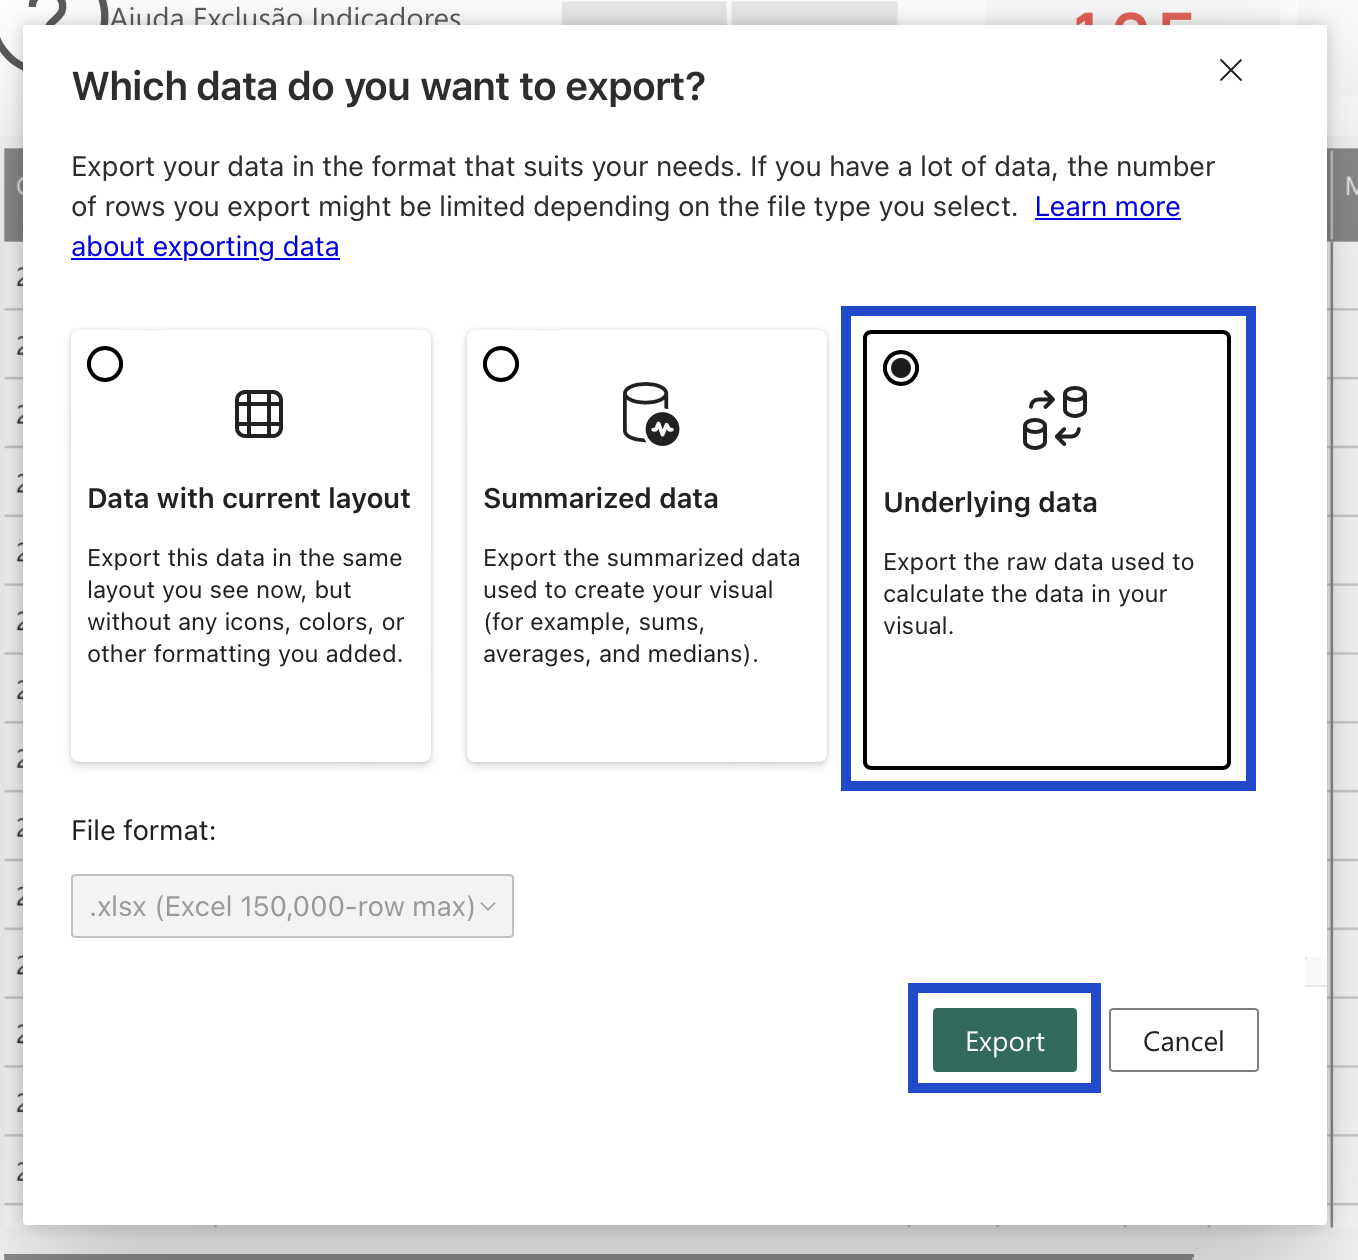 Ajuda Exclusão Indicadores
Which data do you want to export?
Export your data in the format that suits your needs. If you have a lot of data, the number
of rows you export might be limited depending on the file type you select. Learn more
about exporting data
Data with current layout
Export this data in the same
layout you see now, but
without any icons, colors, or
other formatting you added.
Summarized data
Export the summarized data
used to create your visual
(for example, sums,
averages, and medians).
Underlying data
Export the raw data used to
calculate the data in your
visual.
File format:
.xlsx (Excel 150,000-row max)
Export
Cancel